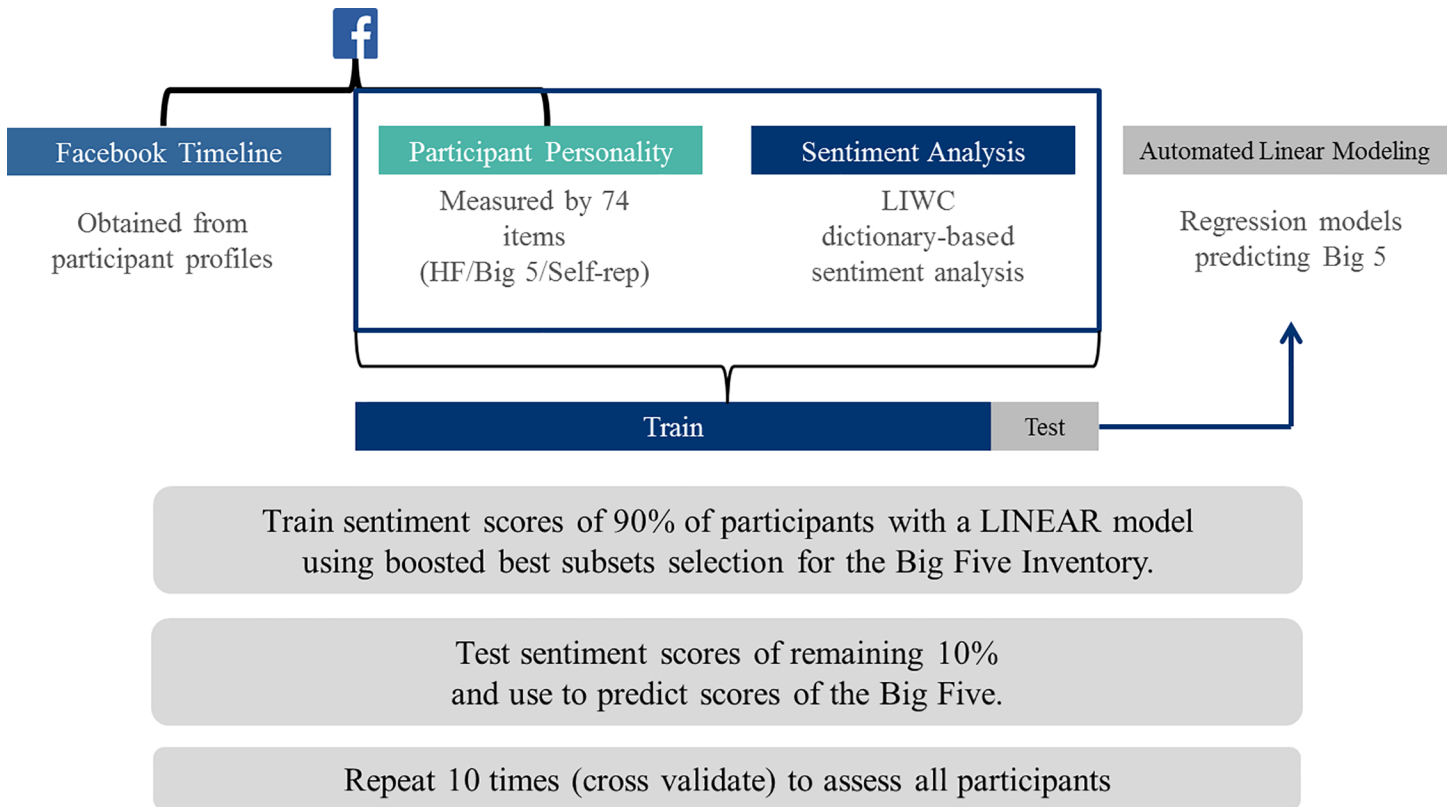 f
Facebook Timeline
Obtained from
participant profiles
Participant Personality
Measured by 74
items
(HF/Big 5/Self-rep)
Sentiment Analysis
LIWC
dictionary-based
sentiment analysis
Automated Linear Modeling
Regression models
predicting Big 5
Train
Test
Train sentiment scores of 90% of participants with a LINEAR model
using boosted best subsets selection for the Big Five Inventory.
Test sentiment scores of remaining 10%
and use to predict scores of the Big Five.
Repeat 10 times (cross validate) to assess all participants